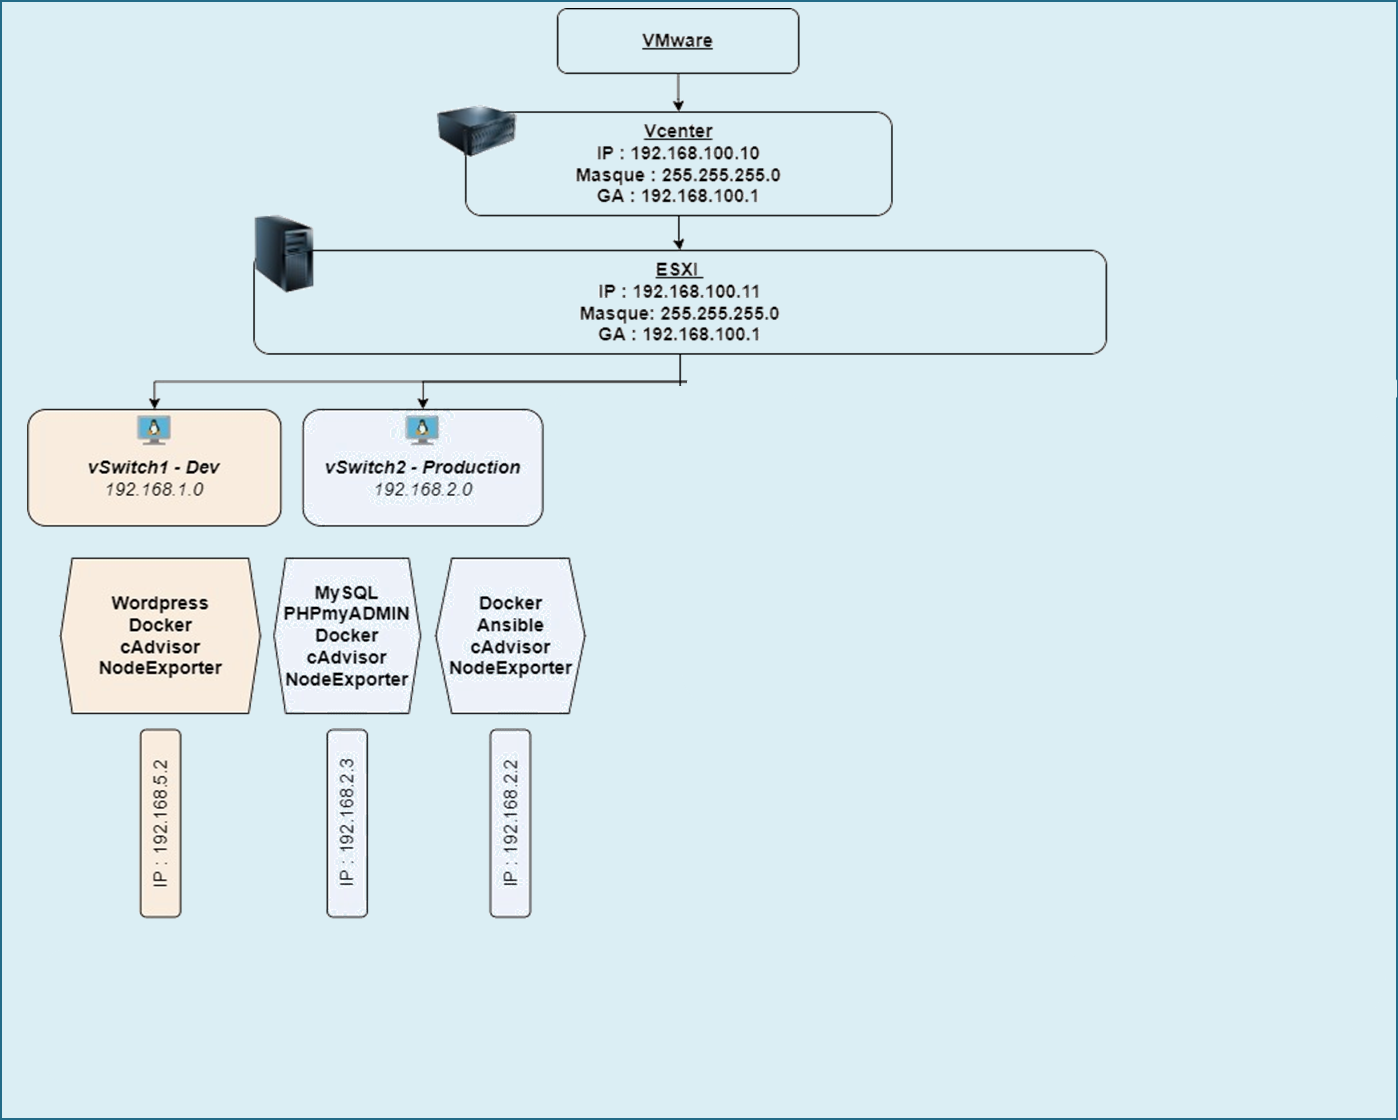 VMware
Vcenter
IP : 192.168.100.10
Masque : 255.255.255.0
GA : 192.168.100.1
ESXI
IP : 192.168.100.11
Masque: 255.255.255.0
GA : 192.168.100.1
vSwitch1 - Dev
192.168.1.0
vSwitch2 - Production
192.168.2.0
Wordpress
Docker
cAdvisor
NodeExporter
MySQL
PHPmyADMIN
Docker
cAdvisor
NodeExporter
Docker
Ansible
cAdvisor
NodeExporter
IP : 192.168.5.2
IP : 192.168.2.3
IP : 192.168.2.2